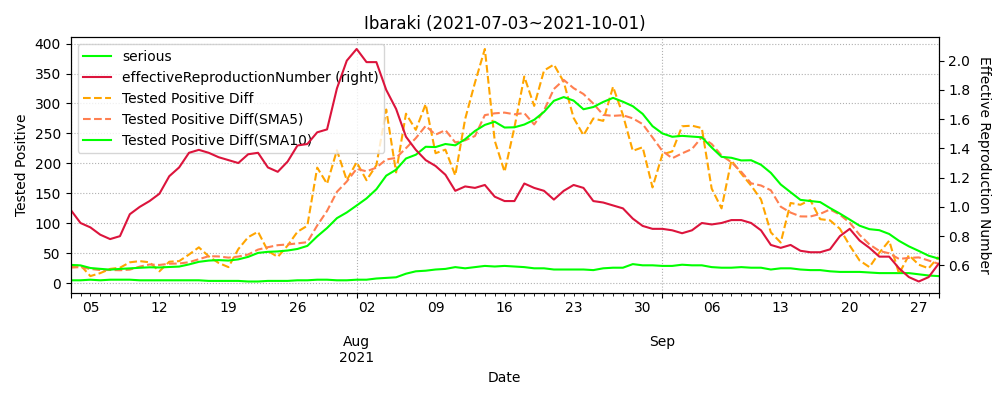 Ibaraki (2021-07-03~2021-10-01)
serious
effectiveReproductionNumber (right)
Tested Positive Diff
Tested Positive Diff(SMA5)
Tested Positive Diff(SMA10)
Tested Positive
400
350
300
250
200
150
100
50
0
Effective Reproduction Number
2.0
1.8
1.6
1.4
1.2
1.0
0.8
0.6
05 12 19 26 02 09 16 23 30 06 13 20 27
Aug Sep
2021
Date